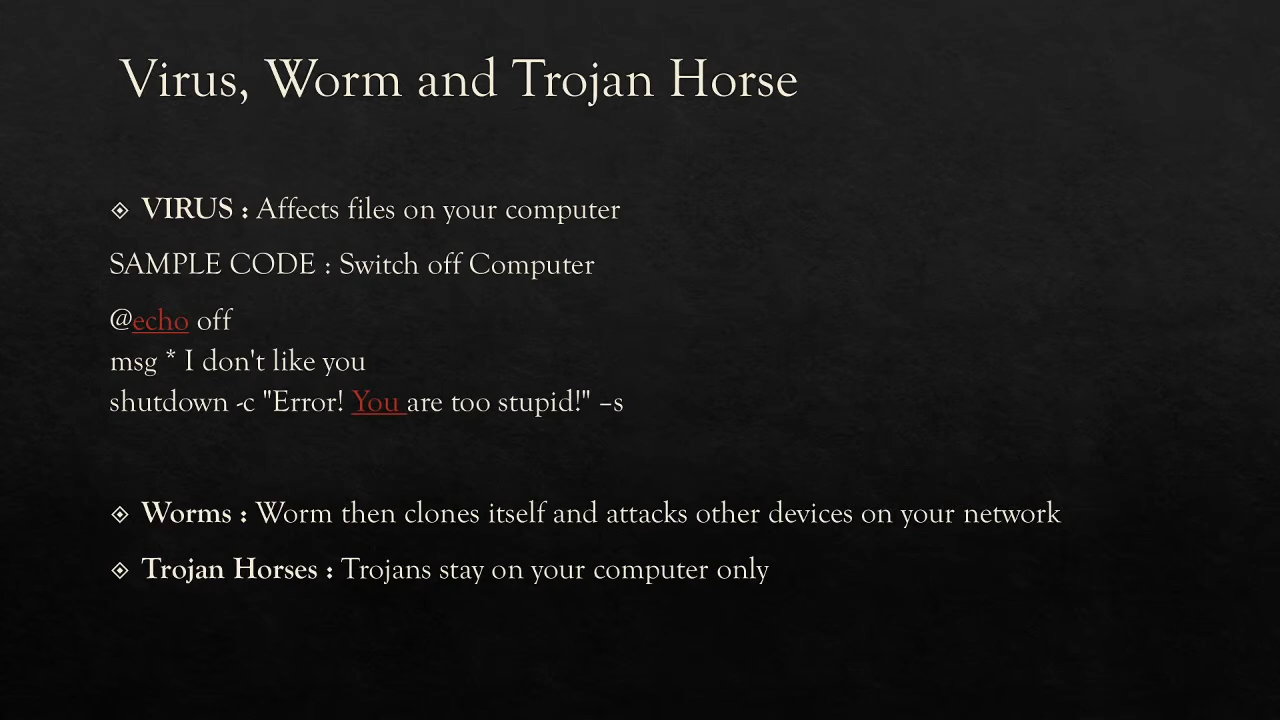 Virus, Worm and Trojan Horse
VIRUS : Affects files on your computer
SAMPLE CODE : Switch off Computer
@echo off
msg * I don't like you
shutdown -c "Error! You are too stupid!" –s
Worms : Worm then clones itself and attacks other devices on your network
Trojan Horses : Trojans stay on your computer only